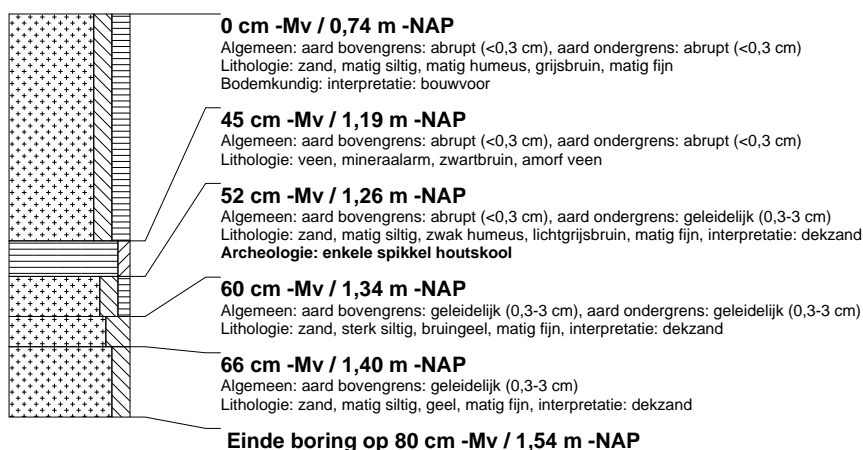 0 cm -Mv / 0,74 m -NAP
Algemeen: aard bovengrens: abrupt (<0,3 cm), aard ondergrens: abrupt (<0,3 cm)
Lithologie: zand, matig siltig, matig humeus, grijsbruin, matig fijn
Bodemkundig: interpretatie: bouwvoor
45 cm -Mv / 1,19 m -NAP
Algemeen: aard bovengrens: abrupt (<0,3 cm), aard ondergrens: abrupt (<0,3 cm)
Lithologie: veen, mineraalarm, zwartbruin, amorf veen
52 cm -Mv / 1,26 m -NAP
Algemeen: aard bovengrens: abrupt (<0,3 cm), aard ondergrens: geleidelijk (0,3-3 cm)
Lithologie: zand, matig siltig, zwak humeus, lichtgrijsbruin, matig fijn, interpretatie: dekzand
Archeologie: enkele spikkel houtskool
60 cm -Mv / 1,34 m -NAP
Algemeen: aard bovengrens: geleidelijk (0,3-3 cm), aard ondergrens: geleidelijk (0,3-3 cm)
Lithologie: zand, sterk siltig, bruingeel, matig fijn, interpretatie: dekzand
66 cm -Mv / 1,40 m -NAP
Algemeen: aard bovengrens: geleidelijk (0,3-3 cm)
Lithologie: zand, matig siltig, geel, matig fijn, interpretatie: dekzand
Einde boring op 80 cm -Mv / 1,54 m -NAP